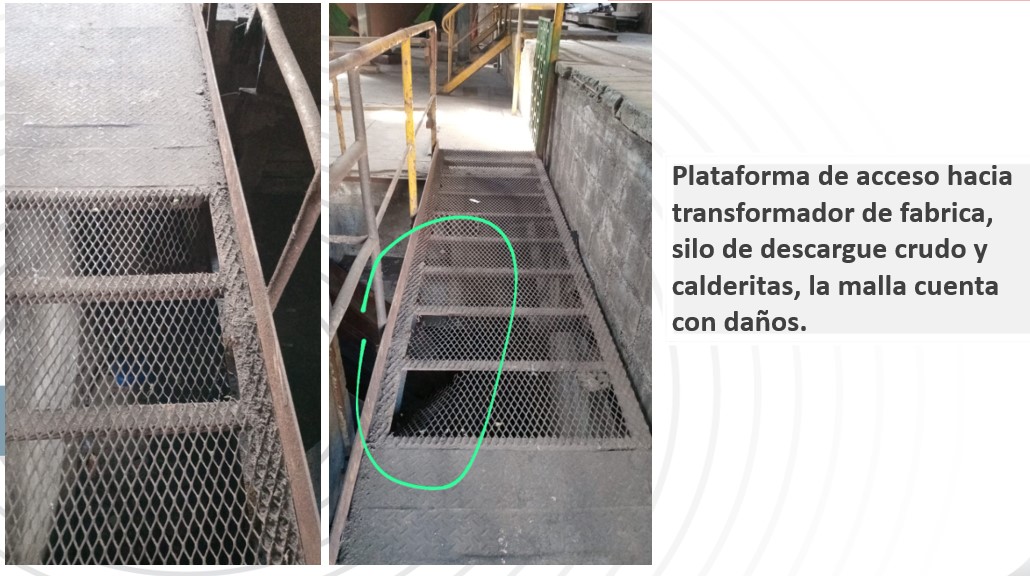 Plataforma de acceso hacia
transformador de fabrica,
silo de descargue crudo y
calderitas, la malla cuenta
con daños.